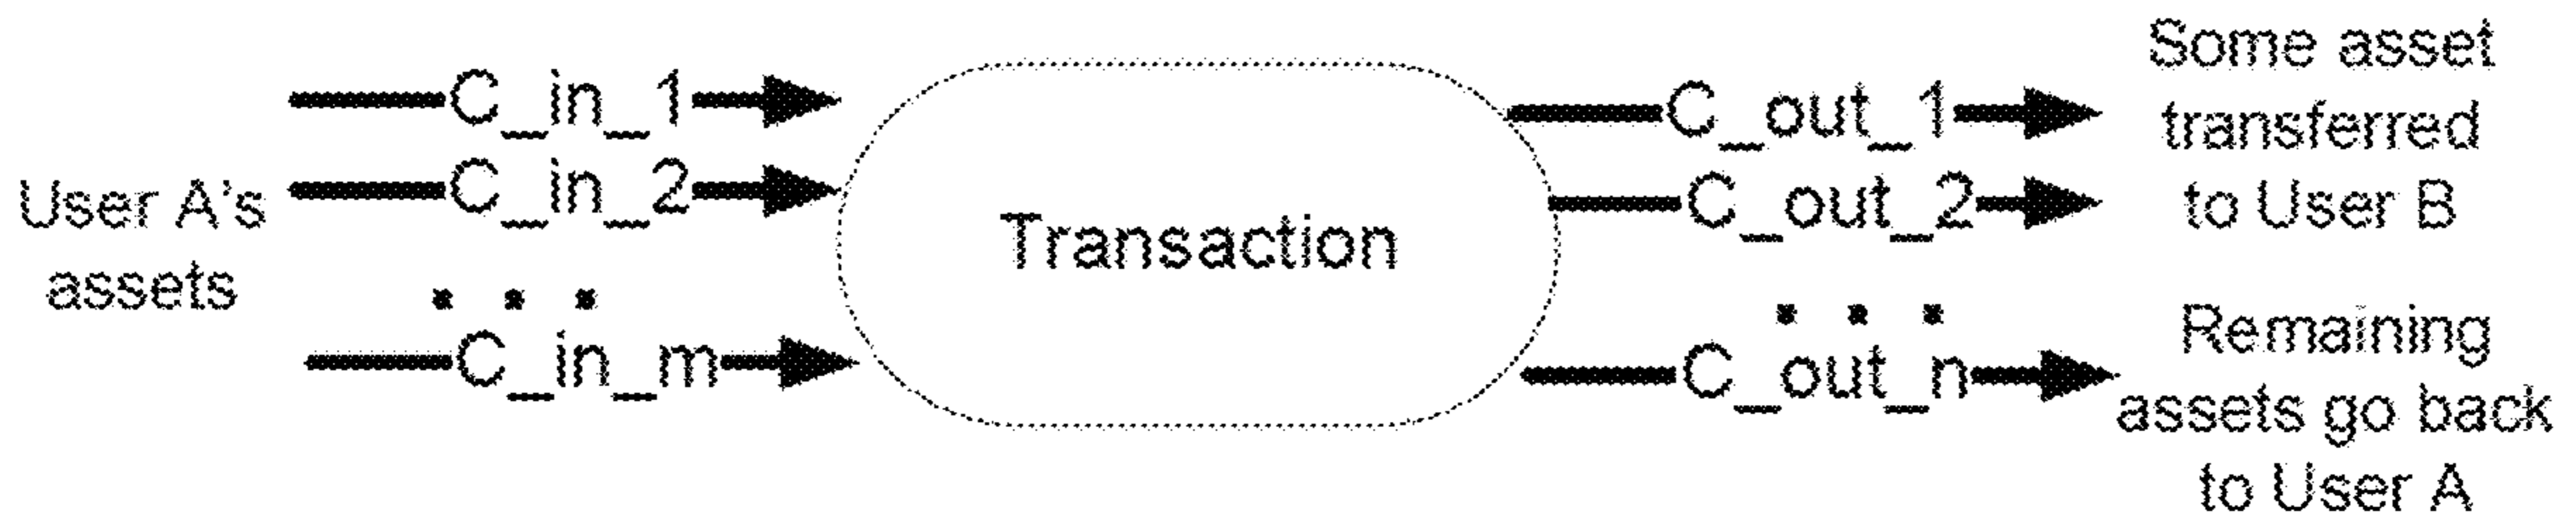 User A's
assets
C_in_1
C_in_2
. . .
C_in_m
Transaction
C_out_1
C_out_2
. . .
C_out_n
Some asset
transferred
to User B
Remaining
assets go back
to User A